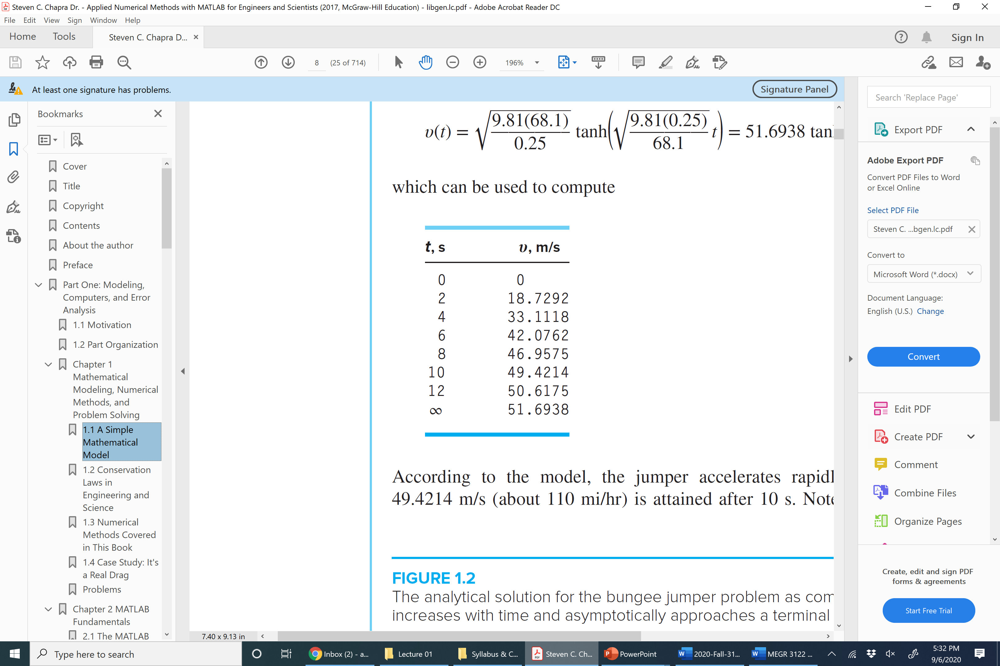 Steven C. Chapra Dr. - Applied Numerical Methods with MATLAB for Engineers and Scientists (2017, McGraw-Hill Education) - libgen.lc.pdf - Adobe Acrobat Reader DC
File Edit View Sign Window Help
Home Tools Steven C. Chapra D... × Sign In
8 (25 of 714) 196%
At least one signature has problems. Signature Panel
Bookmarks
Cover
Title
Copyright
Contents
About the author
Preface
Part One: Modeling,
Computers, and Error
Analysis
1.1 Motivation
1.2 Part Organization
Chapter 1
Mathematical
Modeling, Numerical
Methods, and
Problem Solving
1.1 A Simple
Mathematical
Model
1.2 Conservation
Laws in
Engineering and
Science
1.3 Numerical
Methods Covered
in This Book
1.4 Case Study: It's
a Real Drag
Problems
Chapter 2 MATLAB
Fundamentals
2.1 The MATLAB
υ(t) = √(9.81(68.1)/0.25) tanh(√(9.81(0.25)/68.1) t) = 51.6938 tan
which can be used to compute
t, s υ, m/s
0 0
2 18.7292
4 33.1118
6 42.0762
8 46.9575
10 49.4214
12 50.6175
∞ 51.6938
According to the model, the jumper accelerates rapidl
49.4214 m/s (about 110 mi/hr) is attained after 10 s. Note
FIGURE 1.2
The analytical solution for the bungee jumper problem as com
increases with time and asymptotically approaches a terminal
7.40 x 9.13 in
Search 'Replace Page'
Export PDF
Adobe Export PDF
Convert PDF Files to Word
or Excel Online
Select PDF File
Steven C. ...bgen.lc.pdf
Convert to
Microsoft Word (*.docx)
Document Language:
English (U.S.) Change
Convert
Edit PDF
Create PDF
Comment
Combine Files
Organize Pages
Create, edit and sign PDF
forms & agreements
Start Free Trial
Type here to search
Inbox (2) - a...
Lecture 01
Syllabus & C...
Steven C. Ch...
PowerPoint
2020-Fall-31...
MEGR 3122 ...
5:32 PM
9/6/2020